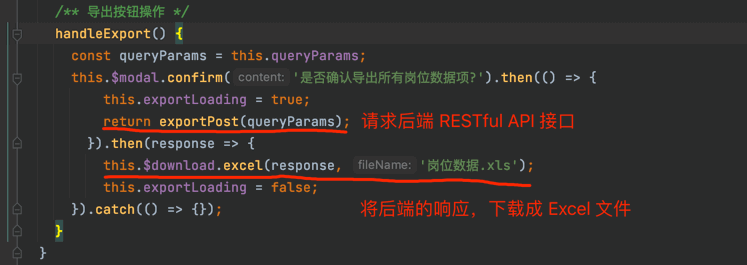 /** 导出按钮操作 */
handleExport() {
const queryParams = this.queryParams;
this.$modal.confirm( content: '是否确认导出所有岗位数据项?').then(() => {
this.exportLoading = true;
return exportPost(queryParams); 请求后端 RESTful API 接口
}).then(response => {
this.$download.excel(response, fileName: '岗位数据.xls');
this.exportLoading = false;
将后端的响应，下载成 Excel 文件
}).catch(() => {});
}
}